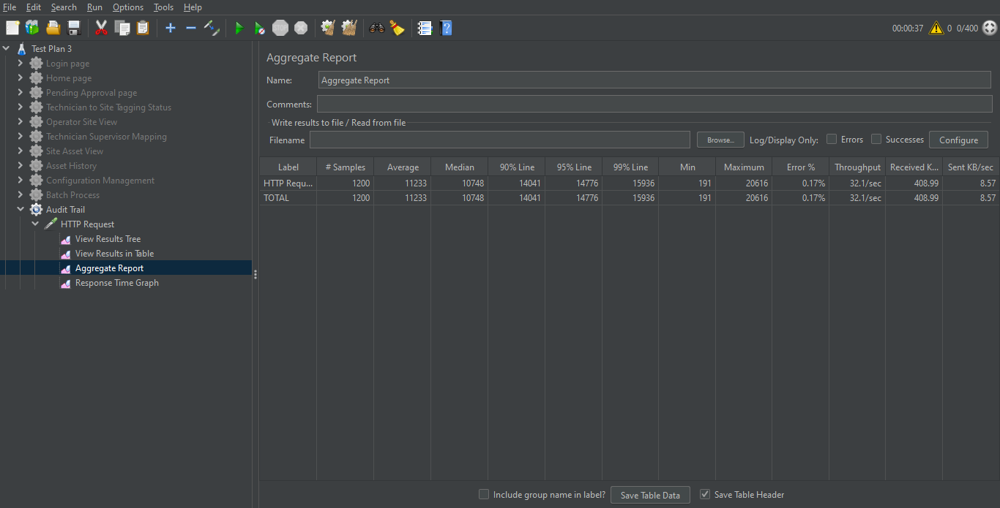 File Edit Search Run Options Tools Help
STOP 00:00:37 0 0/400
Test Plan 3
Login page
Home page
Pending Approval page
Technician to Site Tagging Status
Operator Site View
Technician Supervisor Mapping
Site Asset View
Asset History
Configuration Management
Batch Process
Audit Trail
HTTP Request
View Results Tree
View Results in Table
Aggregate Report
Response Time Graph
Aggregate Report
Name: Aggregate Report
Comments:
Write results to file / Read from file
Filename Browse... Log/Display Only: Errors Successes Configure
Label # Samples Average Median 90% Line 95% Line 99% Line Min Maximum Error % Throughput Received K... Sent KB/sec
HTTP Requ... 1200 11233 10748 14041 14776 15936 191 20616 0.17% 32.1/sec 408.99 8.57
TOTAL 1200 11233 10748 14041 14776 15936 191 20616 0.17% 32.1/sec 408.99 8.57
Include group name in label? Save Table Data Save Table Header